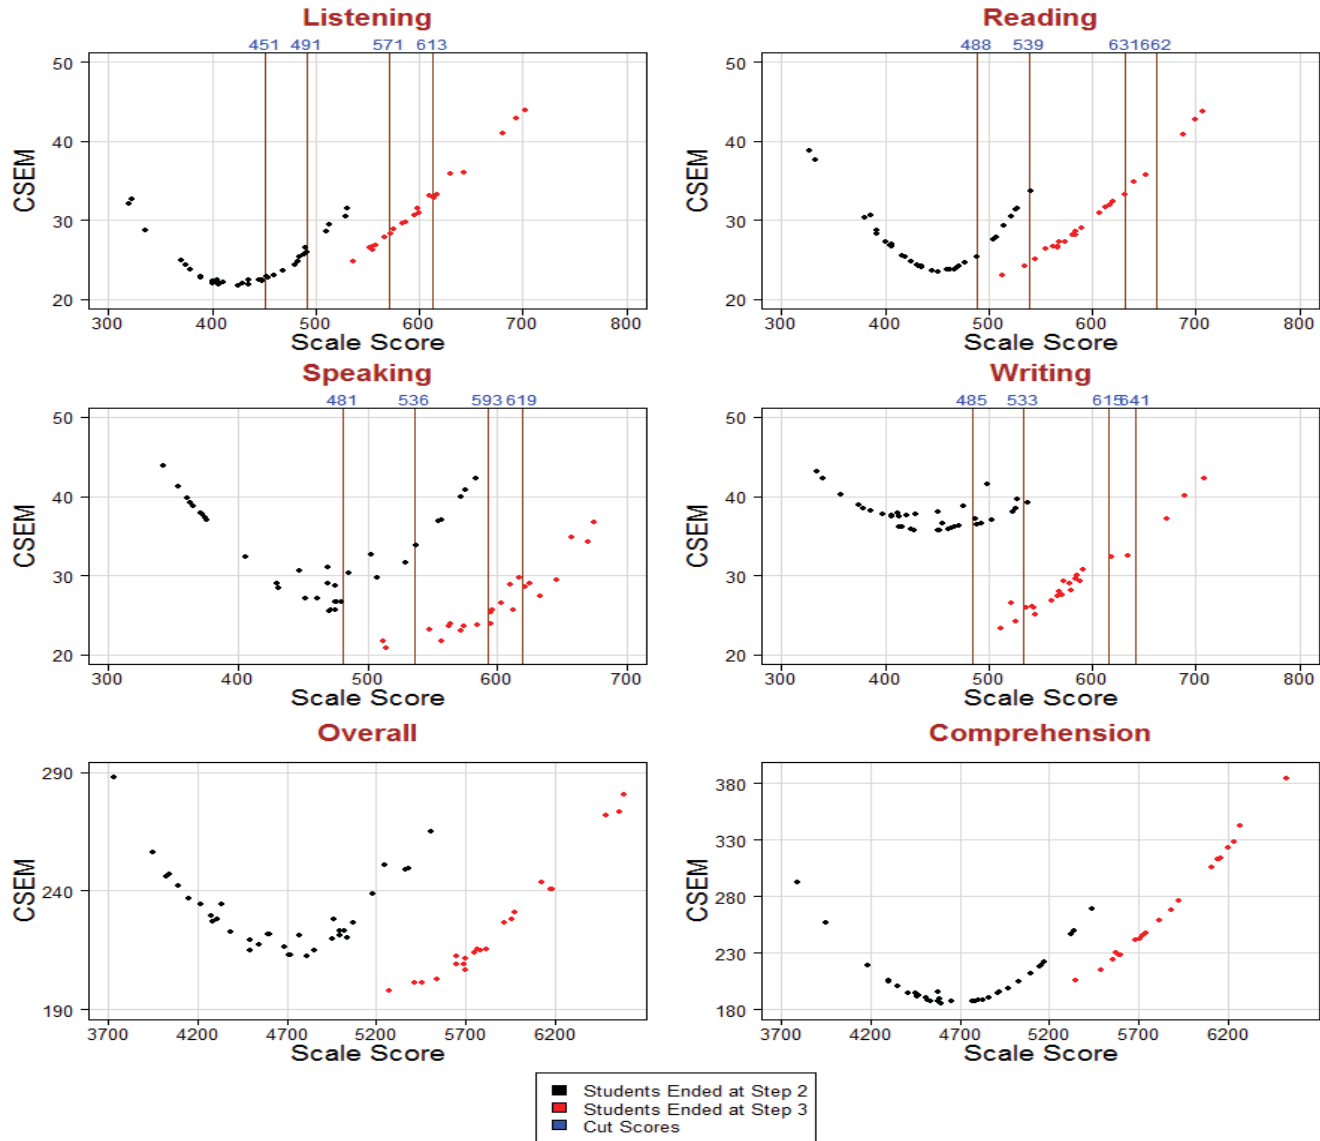 Listening
451 491 571 613
50
40
30
20
CSEM
300 400 500 600 700 800
Scale Score
Reading
488 539 631 662
50
40
30
20
CSEM
300 400 500 600 700 800
Scale Score
Speaking
481 536 593 619
50
40
30
20
CSEM
300 400 500 600 700
Scale Score
Writing
485 533 615 641
50
40
30
20
CSEM
300 400 500 600 700 800
Scale Score
Overall
290
240
190
CSEM
3700 4200 4700 5200 5700 6200
Scale Score
Comprehension
380
330
280
230
180
CSEM
3700 4200 4700 5200 5700 6200
Scale Score
Students Ended at Step 2
Students Ended at Step 3
Cut Scores